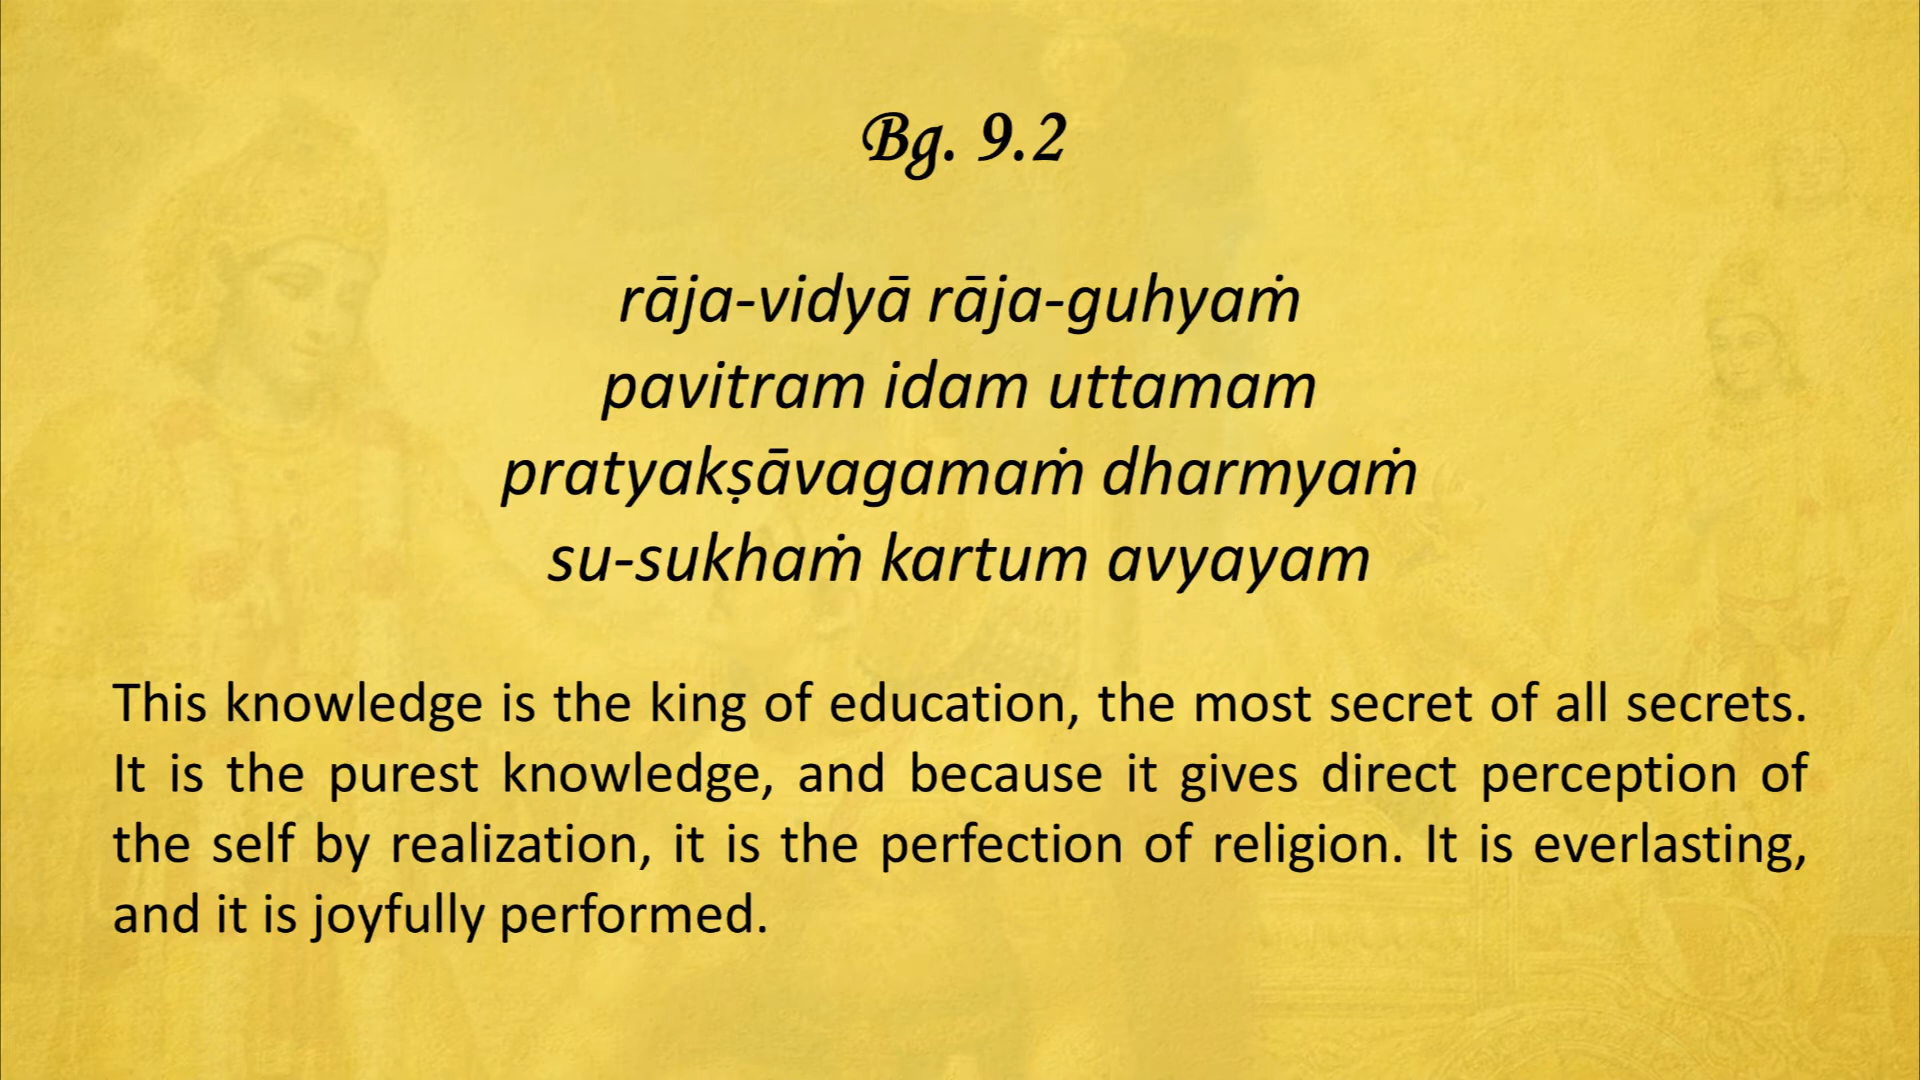 Bg. 9.2
rāja-vidyā rāja-guhyaṁ
pavitram idam uttamam
pratyakṣāvagamaṁ dharmyaṁ
su-sukhaṁ kartum avyayam
This knowledge is the king of education, the most secret of all secrets.
It is the purest knowledge, and because it gives direct perception of
the self by realization, it is the perfection of religion. It is everlasting,
and it is joyfully performed.